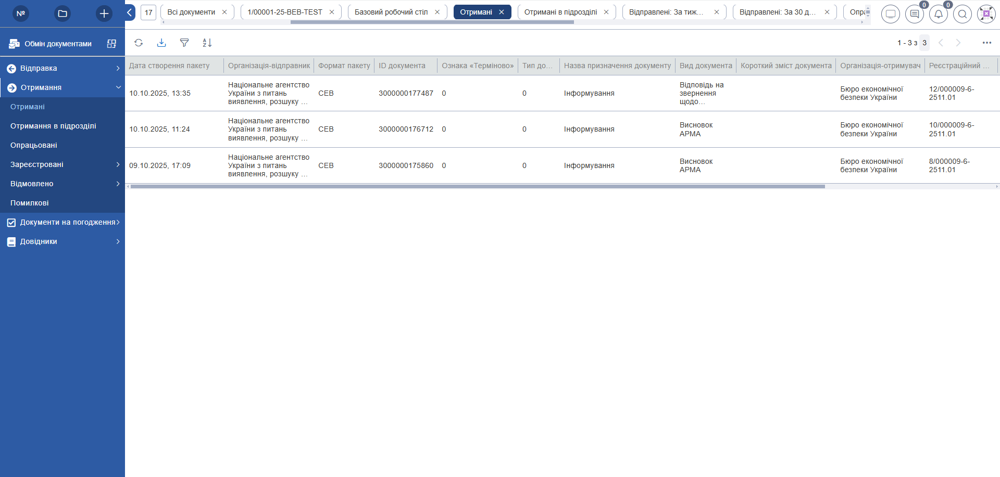 №
17
Всі документи
1/00001-25-BEB-TEST
Базовий робочий стіл
Отримані
Отримані в підрозділі
Відправлені: За тиж...
Відправлені: За 30 д...
0
0
Обмін документами
A
Z
1 - 3 з 3
Відправка
Отримання
Отримані
Отримання в підрозділі
Опрацьовані
Зареєстровані
Відмовлено
Помилкові
Документи на погодження
Довідники
Дата створення пакету
Організація-відправник
Формат пакету
ID документа
Ознака «Терміново»
Тип до...
Назва призначення документу
Вид документа
Короткий зміст документа
Організація-отримувач
Реєстраційний ...
10.10.2025, 13:35
Національне агентство
України з питань
виявлення, розшуку ...
СЕВ
3000000177487
0
0
Інформування
Відповідь на
звернення
щодо...
Бюро економічної
безпеки України
12/000009-6-
2511.01
10.10.2025, 11:24
Національне агентство
України з питань
виявлення, розшуку ...
СЕВ
3000000176712
0
0
Інформування
Висновок
АРМА
Бюро економічної
безпеки України
10/000009-6-
2511.01
09.10.2025, 17:09
Національне агентство
України з питань
виявлення, розшуку ...
СЕВ
3000000175860
0
0
Інформування
Висновок
АРМА
Бюро економічної
безпеки України
8/000009-6-
2511.01